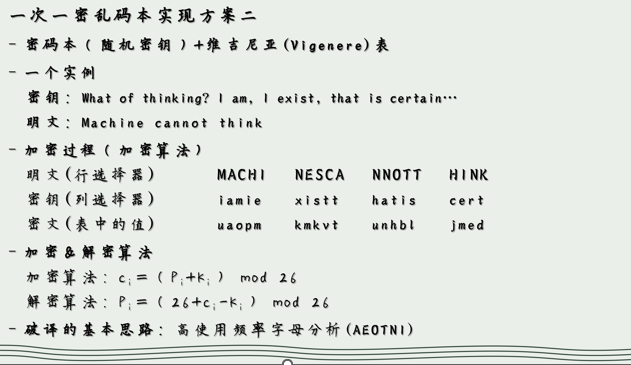 一次一密乱码本实现方案二
- 密码本(随机密钥)+维吉尼亚(Vigenere)表
- 一个实例
密钥: What of thinking? I am, I exist, that is certain…
明文: Machine cannot think
- 加密过程(加密算法)
明文(行选择器) MACHI NESCA NNOTT HINK
密钥(列选择器) iamie xistt hatis cert
密文(表中的值) uaopm kmkvt unhbl jmed
- 加密&解密算法
加密算法: ci=(Pi+ki) mod 26
解密算法: Pi=(26+ci-ki) mod 26
- 破译的基本思路: 高使用频率字母分析(AEOTNI)